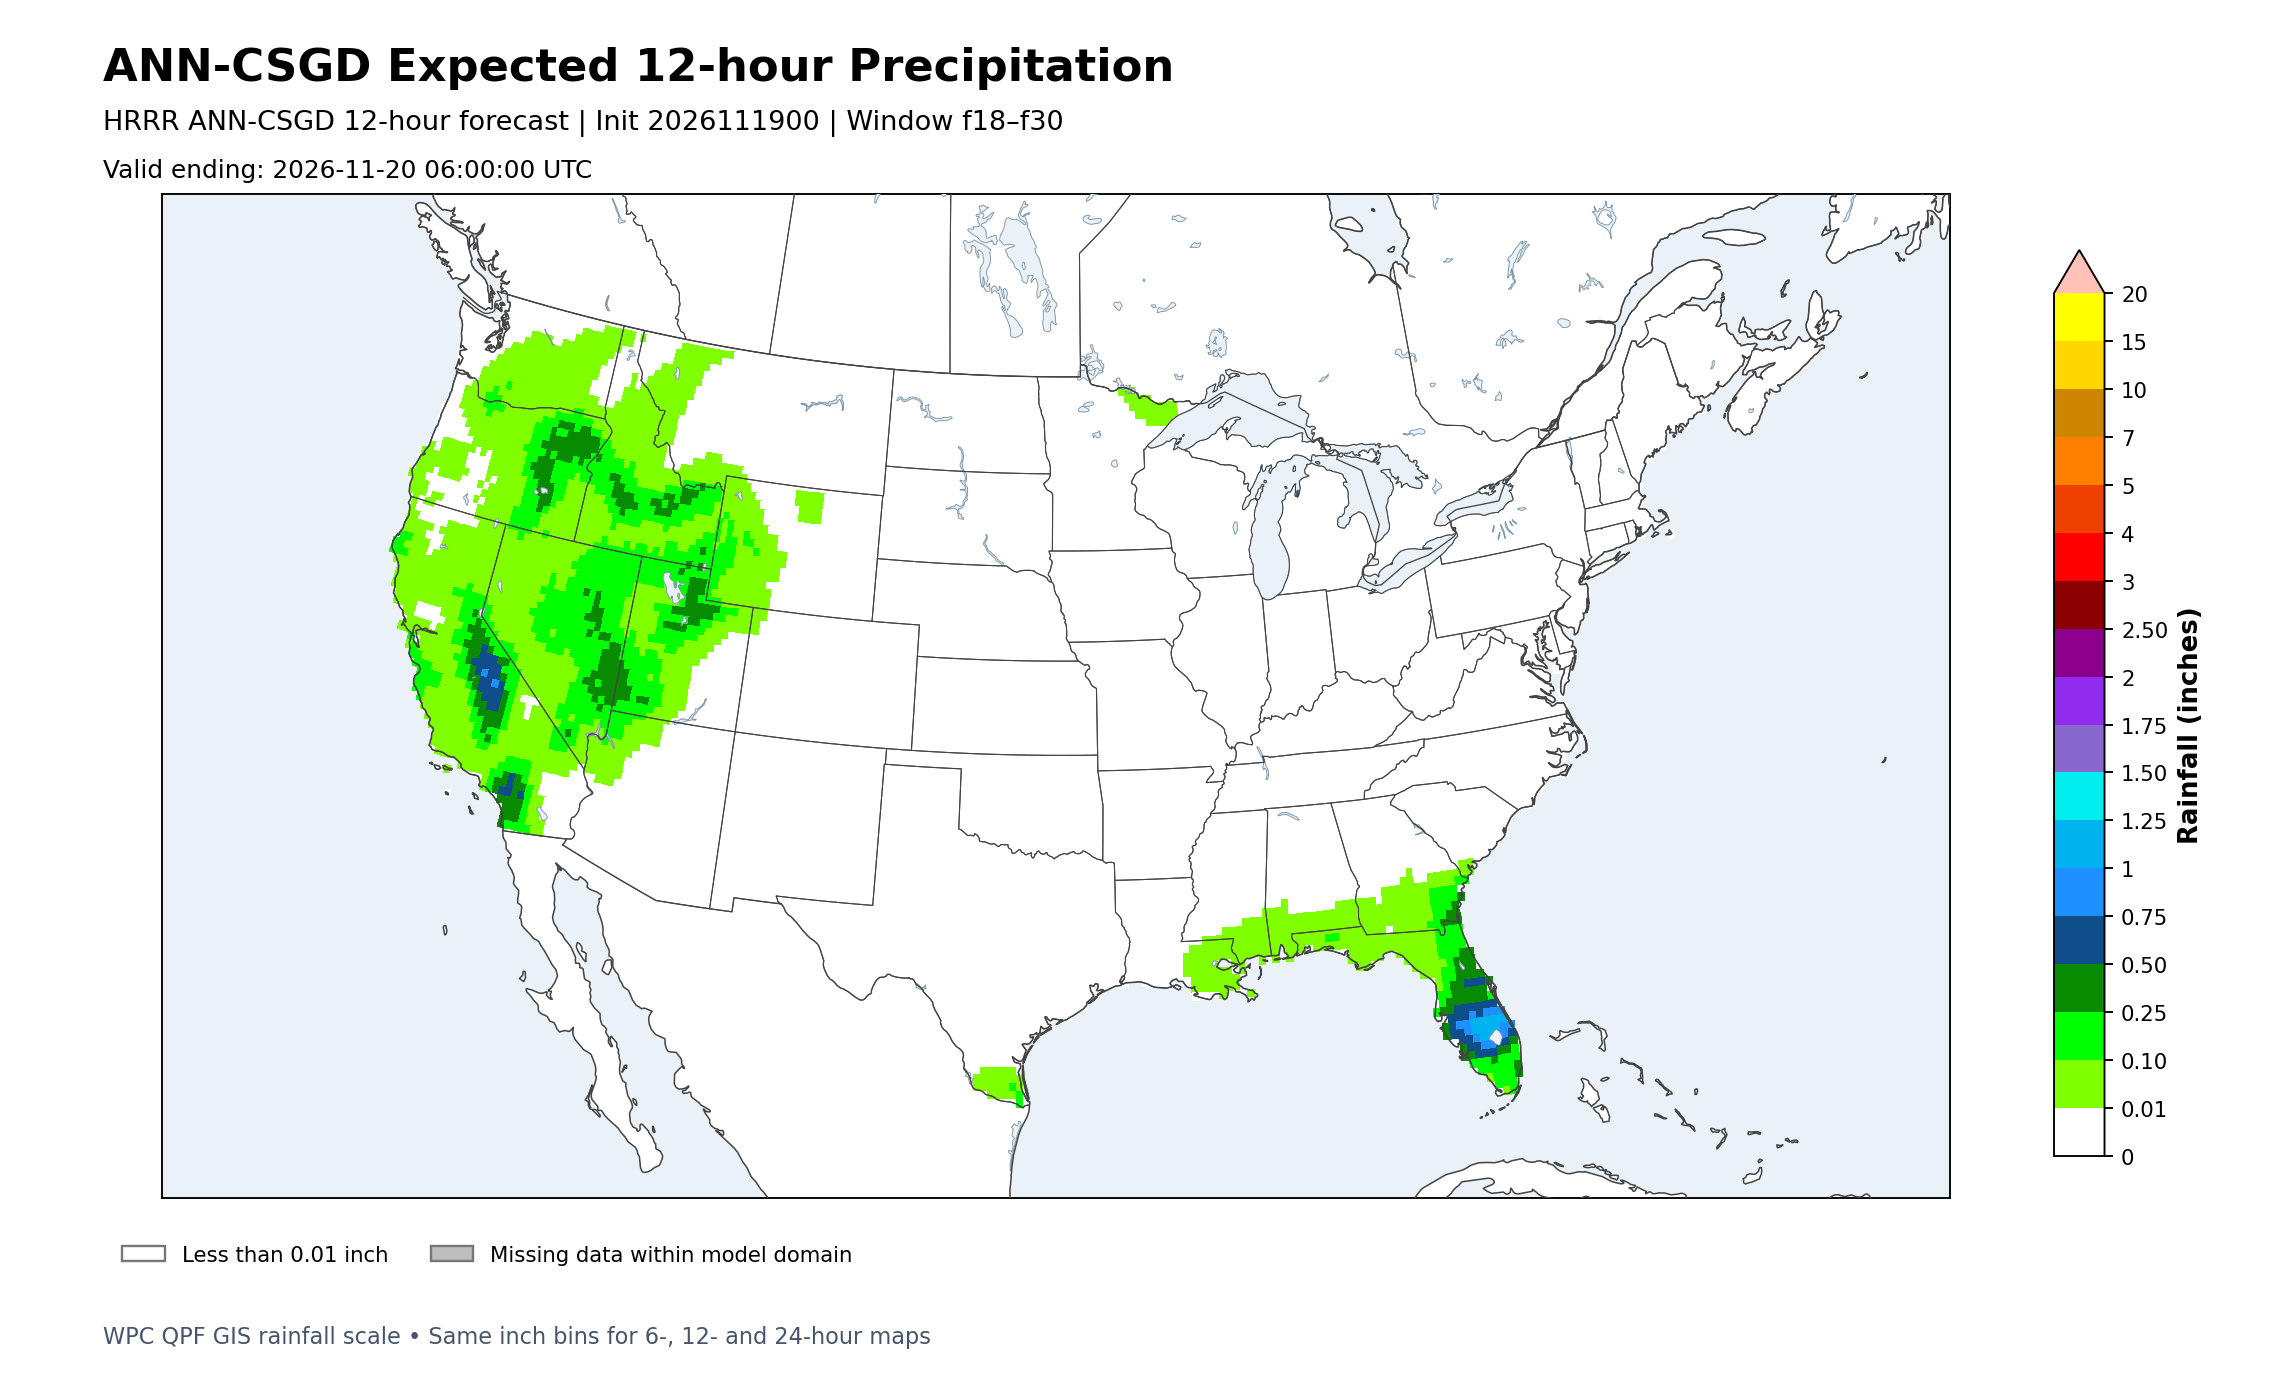 ANN-CSGD Expected 12-hour Precipitation
HRRR ANN-CSGD 12-hour forecast | Init 2026111900 | Window f18–f30
Valid ending: 2026-11-20 06:00:00 UTC
20
15
10
7
5
4
3
2.50
2
1.75
1.50
1.25
1
0.75
0.50
0.25
0.10
0.01
0
Rainfall (inches)
Less than 0.01 inch
Missing data within model domain
WPC QPF GIS rainfall scale • Same inch bins for 6-, 12- and 24-hour maps